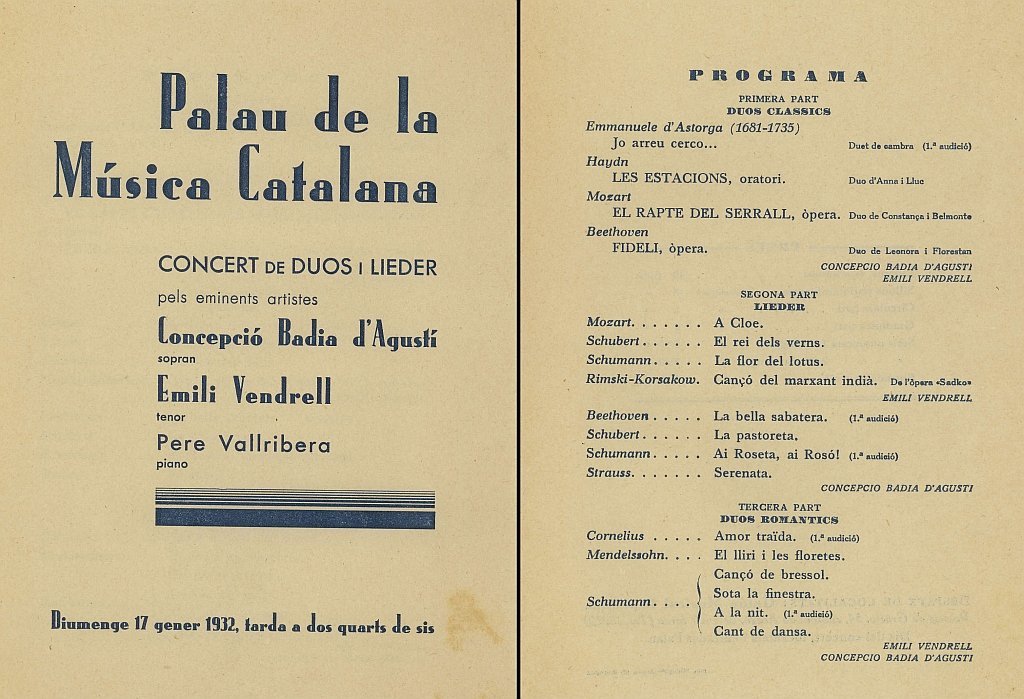 Palau de la
Música Catalana
CONCERT DE DUOS I LIEDER
pels eminents artistes
Concepció Badia d'Agustí
sopran
Emili Vendrell
tenor
Pere Vallribera
piano
Diumenge 17 gener 1932, tarda a dos quarts de sis
PROGRAMA
PRIMERA PART
DUOS CLASSICS
Emmanuele d'Astorga (1681-1735)
Jo arreu cerco... Duet de cambra (1.ª audició)
Haydn
LES ESTACIONS, oratori. Duo d'Anna i Lluc
Mozart
EL RAPTE DEL SERRALL, òpera. Duo de Constança i Belmonte
Beethoven
FIDELI, òpera. Duo de Leonora i Florestan
CONCEPCIO BADIA D'AGUSTI
EMILI VENDRELL
SEGONA PART
LIEDER
Mozart. . . . . . . A Cloe.
Schubert . . . . . . El rei dels verns.
Schumann . . . . . La flor del lotus.
Rimski-Korsakow. Cançó del marxant indià. De l'òpera «Sadko»
EMILI VENDRELL
Beethoven . . . . . La bella sabatera. (1.ª audició)
Schubert . . . . . . La pastoreta.
Schumann . . . . . Ai Roseta, ai Rosó! (1.ª audició)
Strauss. . . . . . . Serenata.
CONCEPCIO BADIA D'AGUSTI
TERCERA PART
DUOS ROMANTICS
Cornelius . . . . . Amor traïda. (1.ª audició)
Mendelssohn. . . . El lliri i les floretes.
Schumann . . . . Cançó de bressol.
Sota la finestra.
A la nit. (1.ª audició)
Cant de dansa.
EMILI VENDRELL
CONCEPCIO BADIA D'AGUSTI